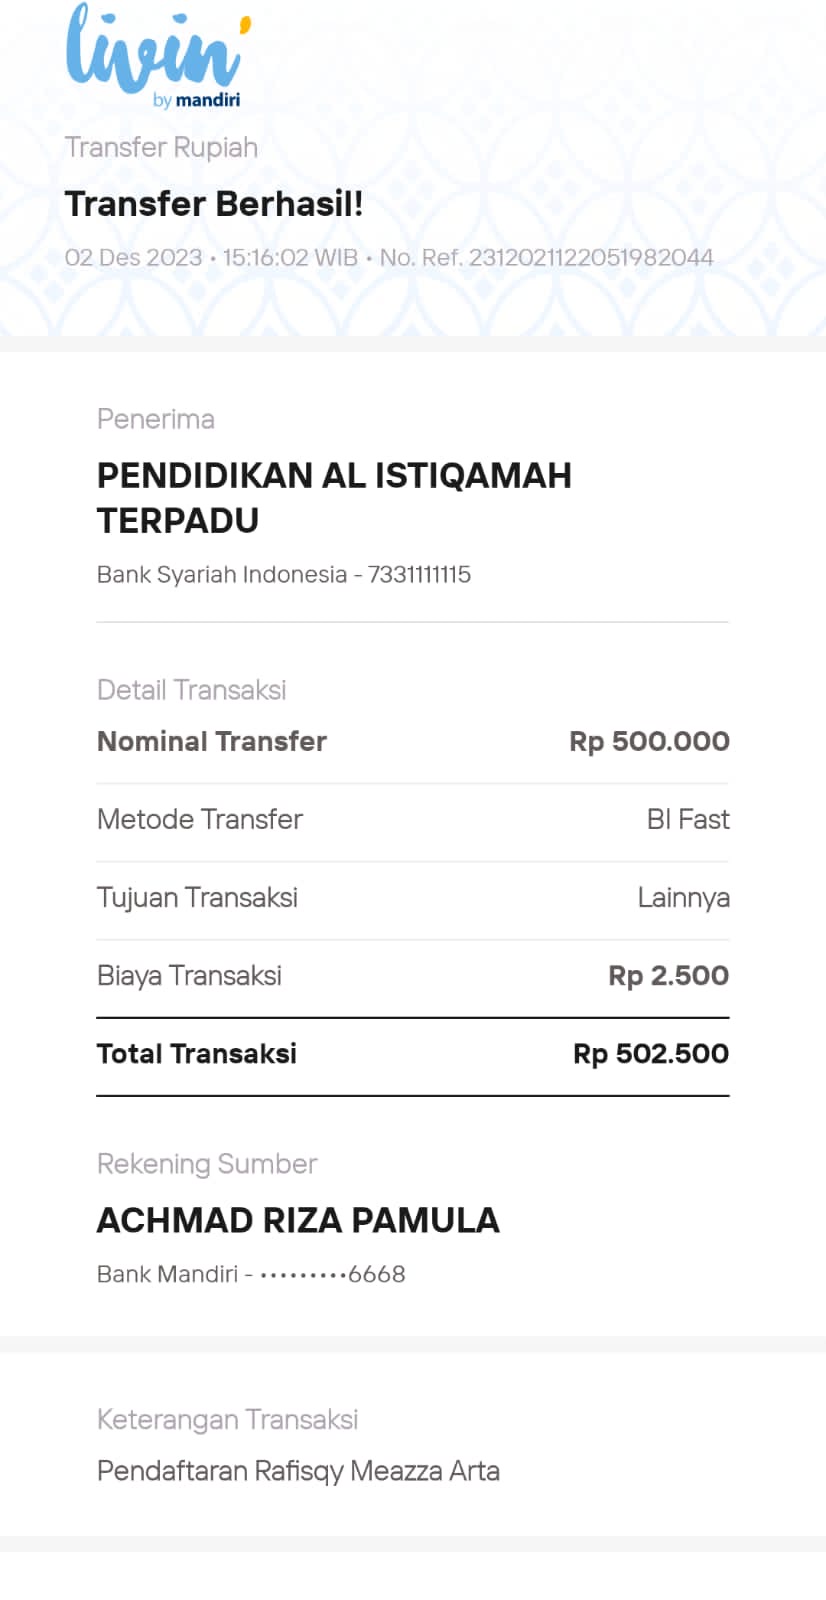 livin'
by mandiri
Transfer Rupiah
Transfer Berhasil!
02 Des 2023 • 15:16:02 WIB • No. Ref. 2312021122051982044
Penerima
PENDIDIKAN AL ISTIQAMAH
TERPADU
Bank Syariah Indonesia - 7331111115
Detail Transaksi
Nominal Transfer Rp 500.000
Metode Transfer BI Fast
Tujuan Transaksi Lainnya
Biaya Transaksi Rp 2.500
Total Transaksi Rp 502.500
Rekening Sumber
ACHMAD RIZA PAMULA
Bank Mandiri - •••••••••6668
Keterangan Transaksi
Pendaftaran Rafisqy Meazza Arta